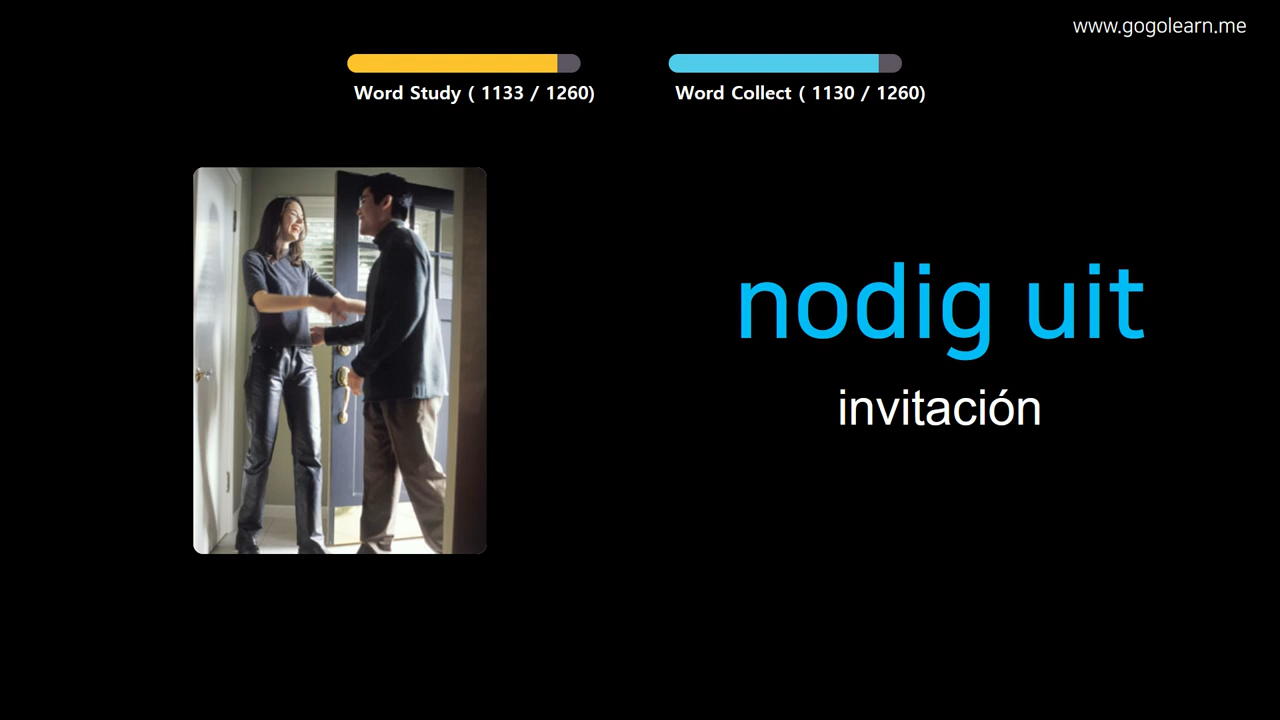 www.gogolearn.me
Word Study ( 1133 / 1260)
Word Collect ( 1130 / 1260)
nodig uit
invitación